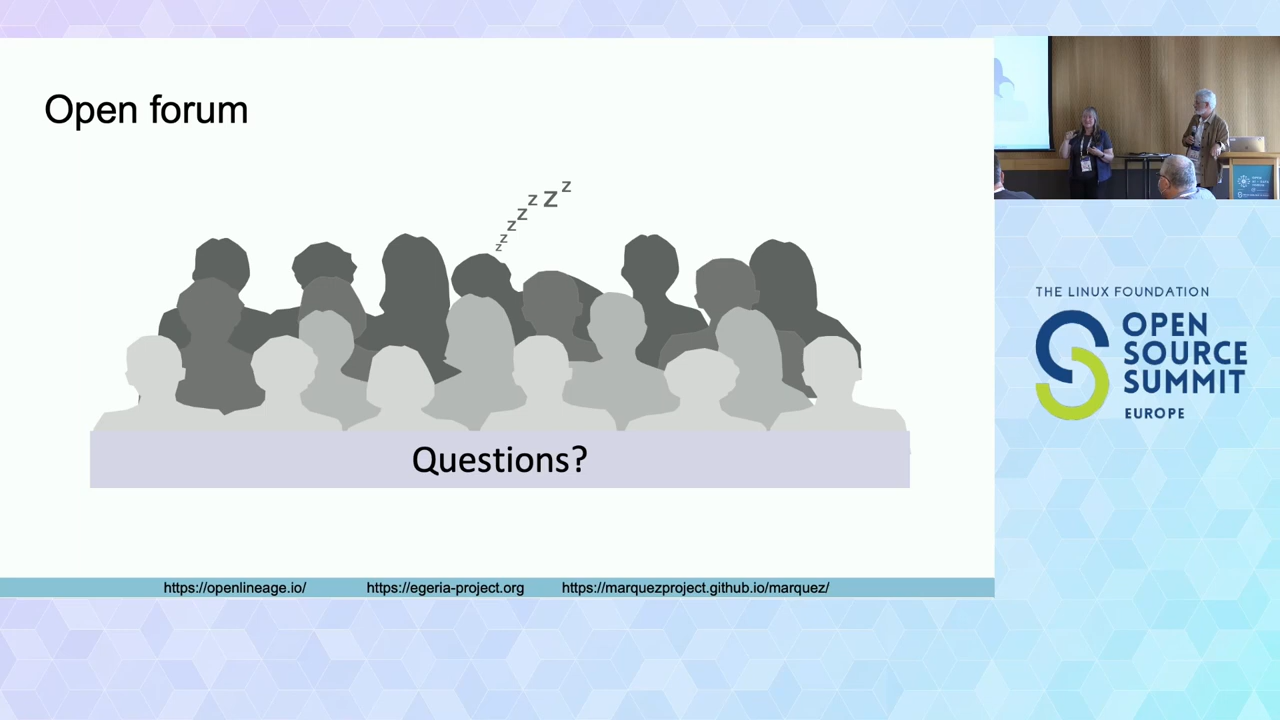 Open forum
z
z
z
z
z
z
z
Questions?
https://openlineage.io/ https://egeria-project.org https://marquezproject.github.io/marquez/
THE LINUX FOUNDATION
OPEN
SOURCE
SUMMIT
EUROPE